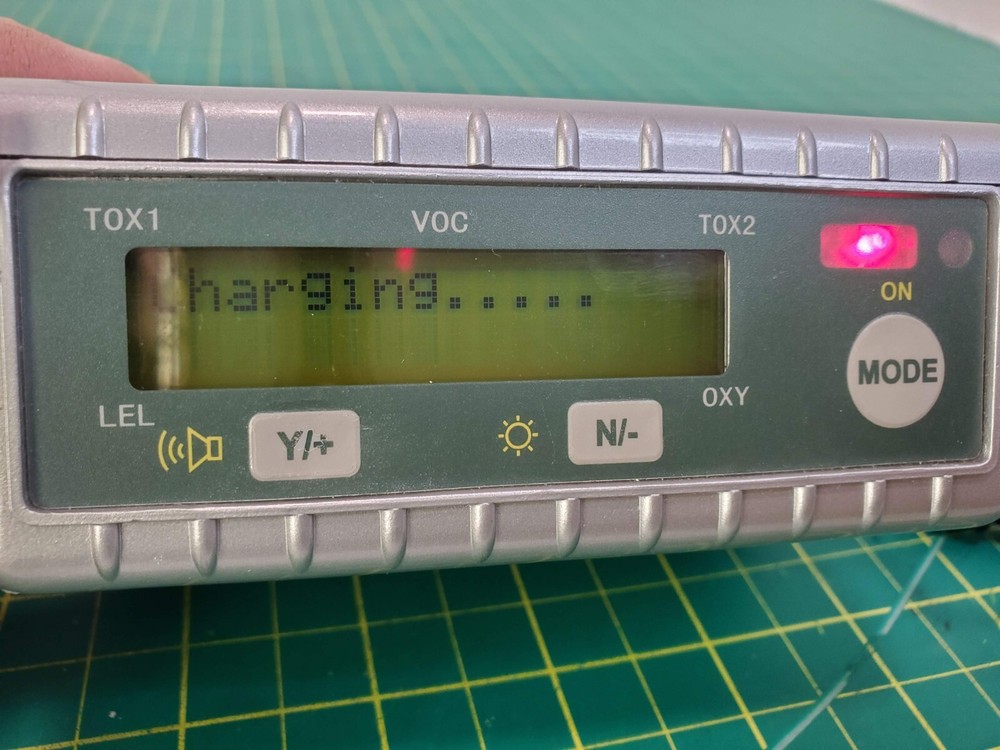 TOX1 VOC TOX2
harging.....
ON
MODE
LEL OXY
Y/+ N/-